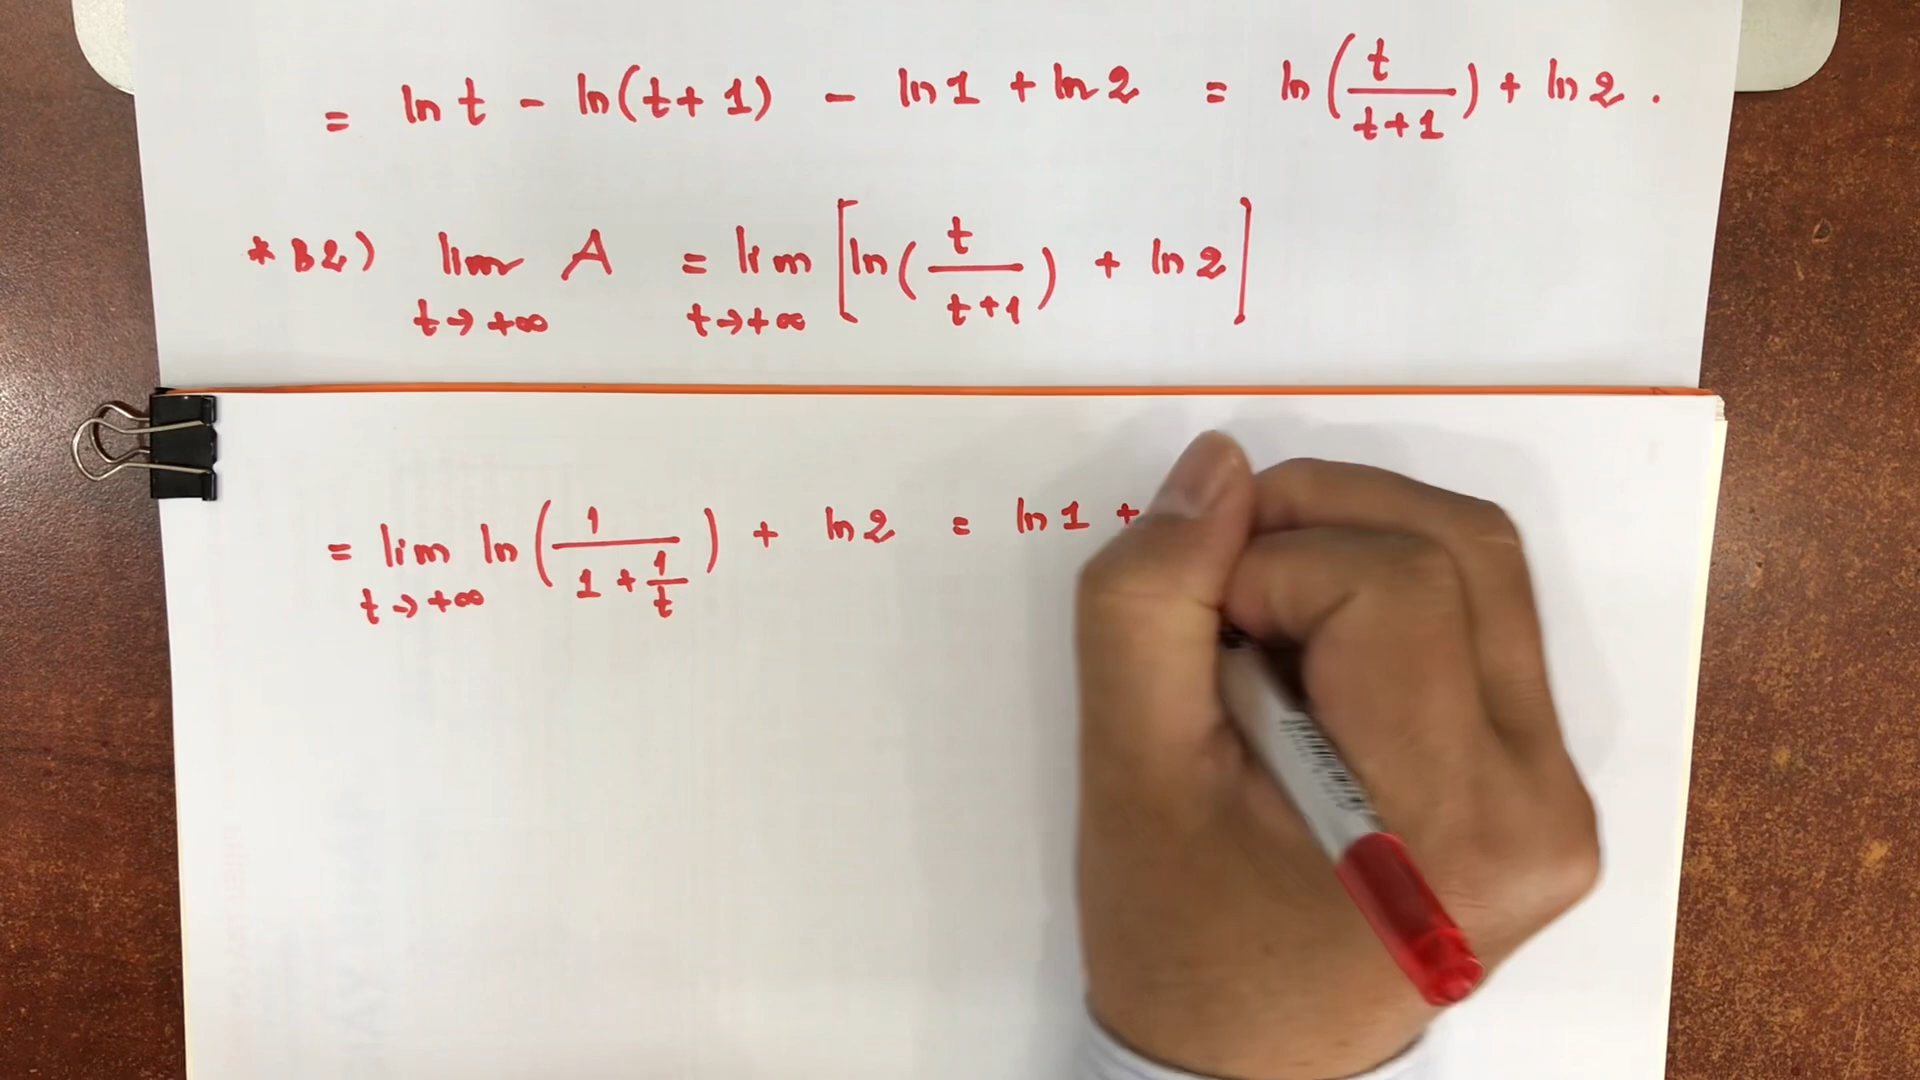 = ln t - ln(t+1) - ln 1 + ln 2 = ln(t/(t+1)) + ln 2 .
* B2) lim t→+∞ A = lim t→+∞ [ln(t/(t+1)) + ln 2]
= lim t→+∞ ln(1/(1+1/t)) + ln 2 = ln 1 +